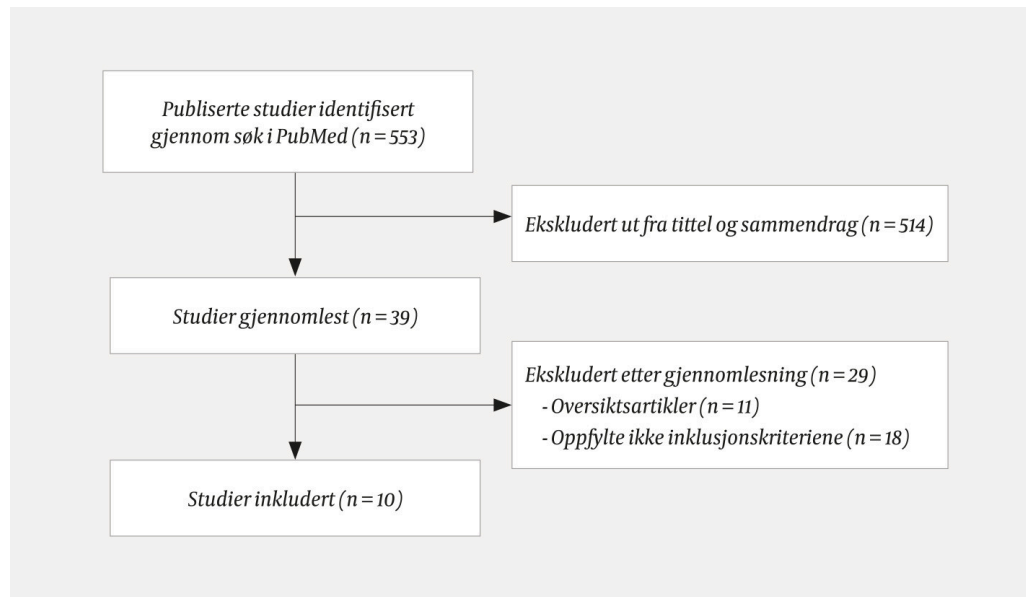 Publiserte studier identifisert
gjennom søk i PubMed (n = 553)
Ekskludert ut fra tittel og sammendrag (n = 514)
Studier gjennomlest (n = 39)
Ekskludert etter gjennomlesning (n = 29)
- Oversiktsartikler (n = 11)
- Oppfylte ikke inklusjonskriteriene (n = 18)
Studier inkludert (n = 10)